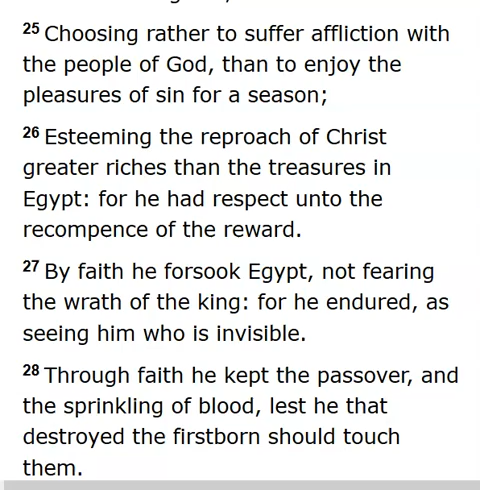 25 Choosing rather to suffer affliction with
the people of God, than to enjoy the
pleasures of sin for a season;
26 Esteeming the reproach of Christ
greater riches than the treasures in
Egypt: for he had respect unto the
recompence of the reward.
27 By faith he forsook Egypt, not fearing
the wrath of the king: for he endured, as
seeing him who is invisible.
28 Through faith he kept the passover, and
the sprinkling of blood, lest he that
destroyed the firstborn should touch
them.